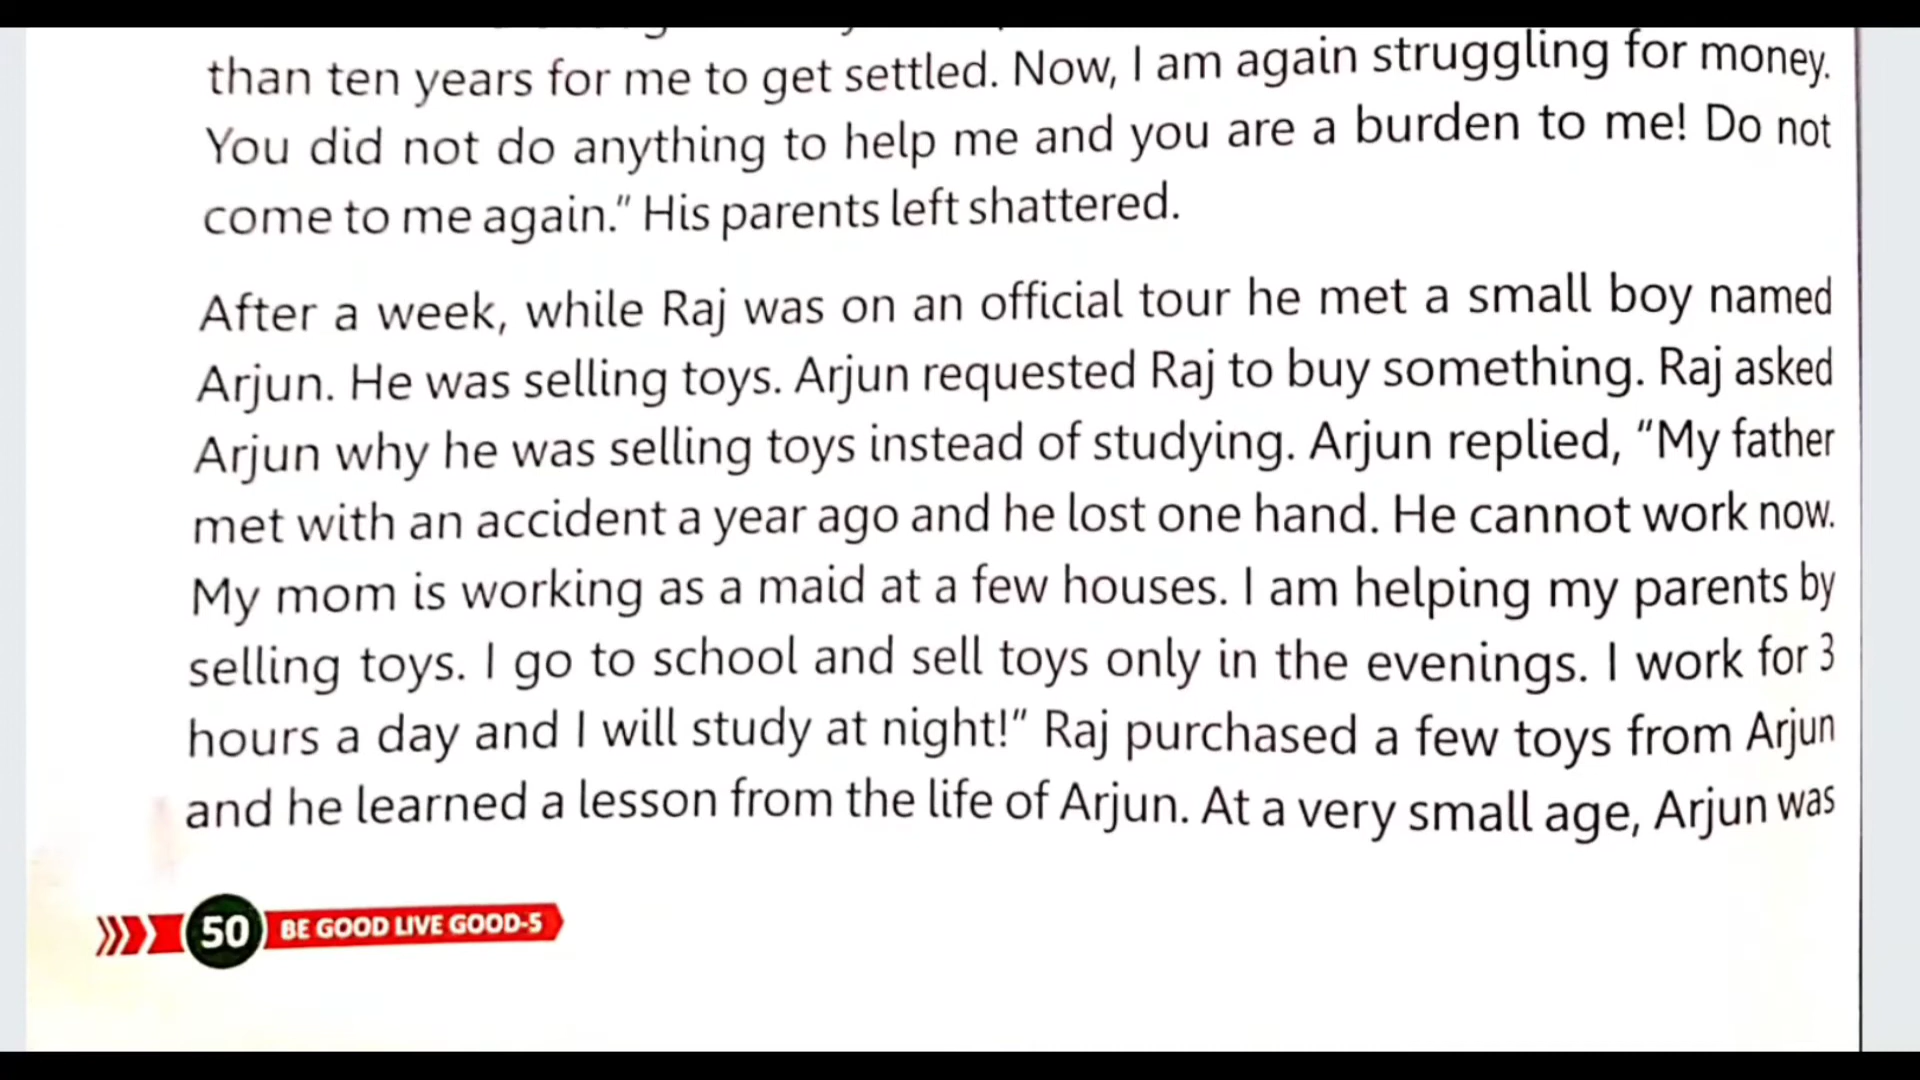 than ten years for me to get settled. Now, I am again struggling for money.
You did not do anything to help me and you are a burden to me! Do not
come to me again." His parents left shattered.
After a week, while Raj was on an official tour he met a small boy named
Arjun. He was selling toys. Arjun requested Raj to buy something. Raj asked
Arjun why he was selling toys instead of studying. Arjun replied, "My father
met with an accident a year ago and he lost one hand. He cannot work now.
My mom is working as a maid at a few houses. I am helping my parents by
selling toys. I go to school and sell toys only in the evenings. I work for 3
hours a day and I will study at night!" Raj purchased a few toys from Arjun
and he learned a lesson from the life of Arjun. At a very small age, Arjun was
50 BE GOOD LIVE GOOD-5